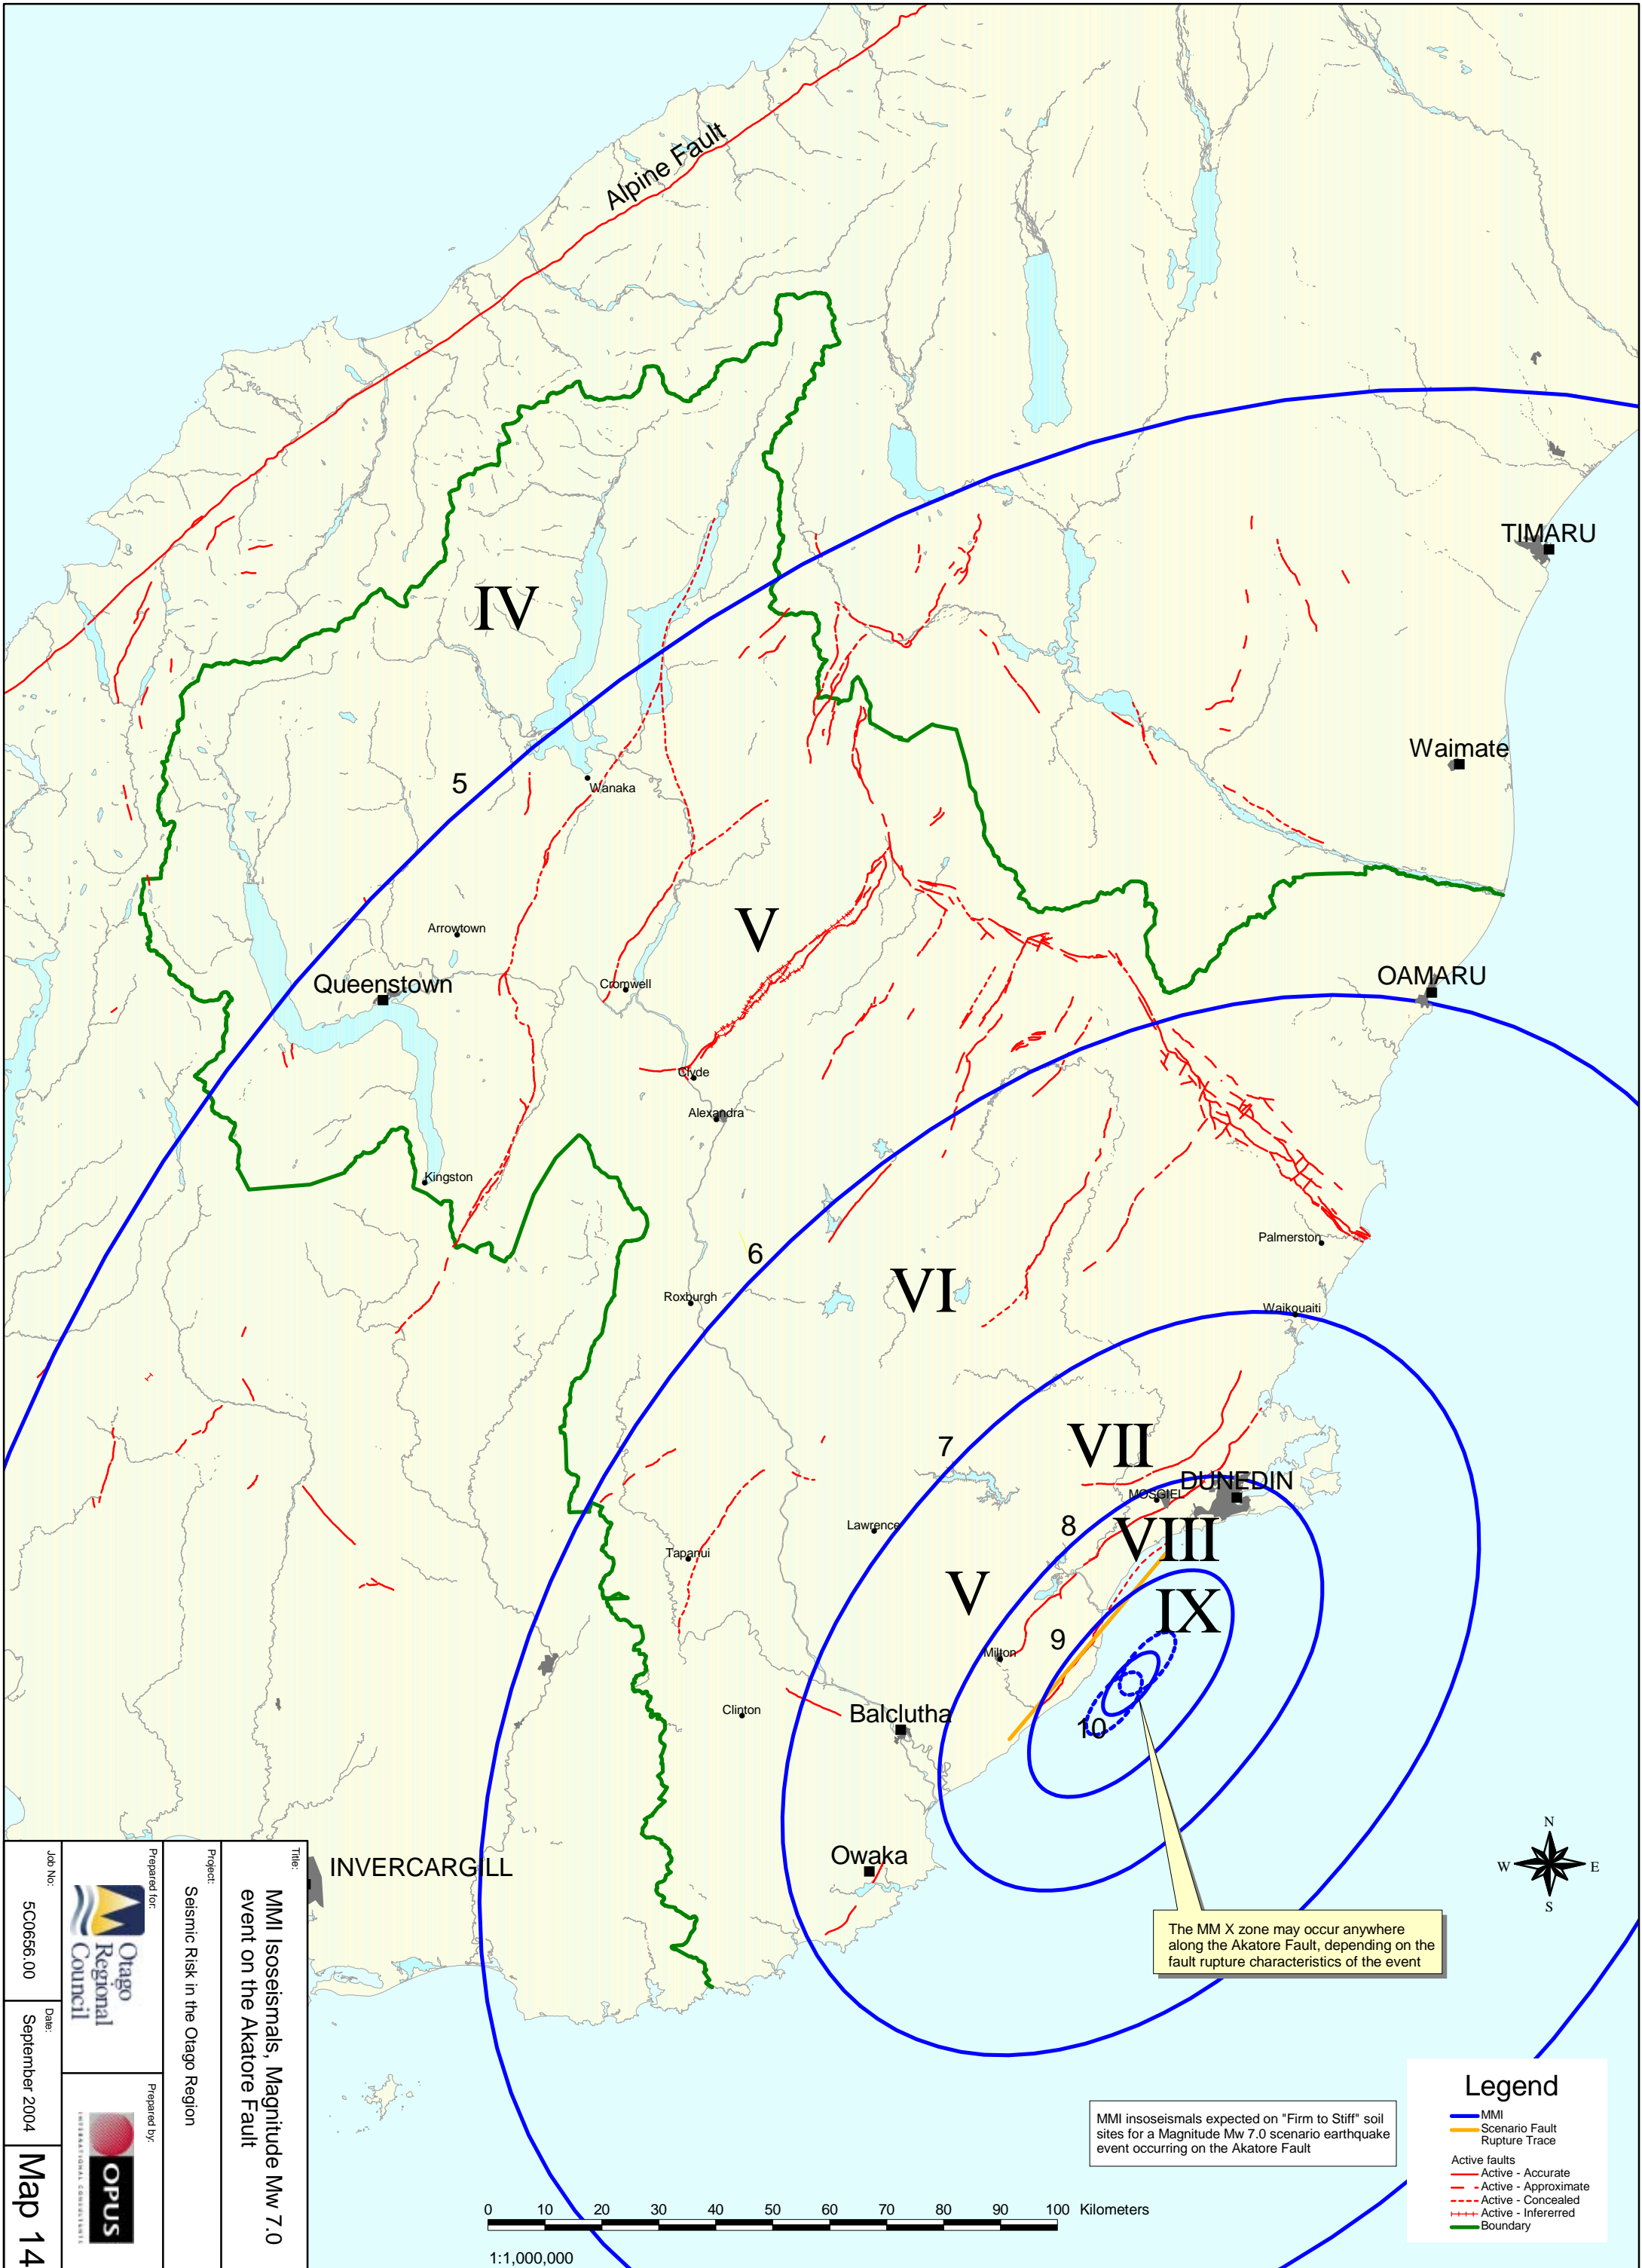 Alpine Fault
TIMARU
IV
Waimate
5
Wanaka
V
Arrowtown
Queenstown
Cromwell
OAMARU
Clyde
Alexandra
Kingston
6
Palmerston
VI
Roxburgh
Waikouaiti
7
VII
DUNEDIN
MOSGIEL
8
Lawrence
VIII
Tapanui
V
IX
9
Milton
Clinton
Balclutha
10
Owaka
INVERCARGILL
N
W
E
S
The MM X zone may occur anywhere
along the Akatore Fault, depending on the
fault rupture characteristics of the event
MMI insoseismals expected on "Firm to Stiff" soil
sites for a Magnitude Mw 7.0 scenario earthquake
event occurring on the Akatore Fault
Legend
MMI
Scenario Fault
Rupture Trace
Active faults
Active - Accurate
Active - Approximate
Active - Concealed
Active - Infererred
Boundary
0 10 20 30 40 50 60 70 80 90 100 Kilometers
1:1,000,000
Title:
MMI Isoseismals, Magnitude Mw 7.0
event on the Akatore Fault
Project:
Seismic Risk in the Otago Region
Prepared for:
Otago
Regional
Council
Prepared by:
OPUS
INTERNATIONAL CONSULTANTS
Job No:
5C0656.00
Date:
September 2004
Map 14